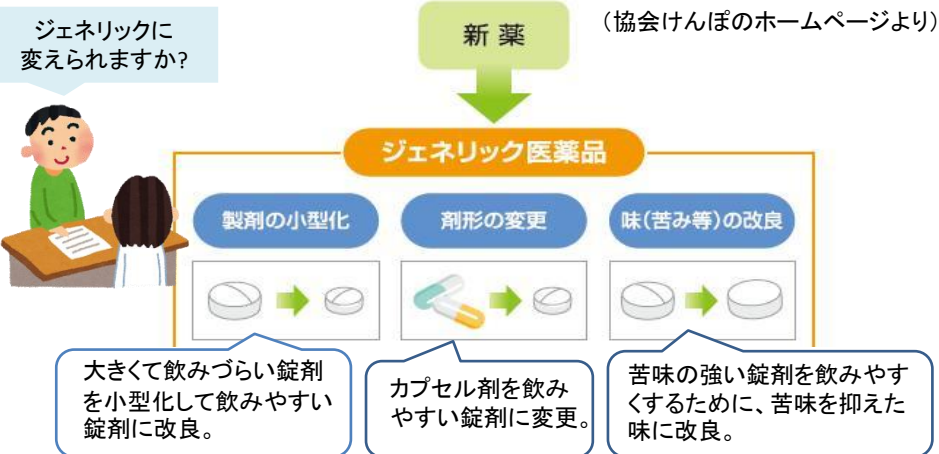 ジェネリックに
変えられますか?
新薬
（協会けんぽのホームページより）
ジェネリック医薬品
製剤の小型化
剤形の変更
味（苦み等）の改良
大きくて飲みづらい錠剤
を小型化して飲みやすい
錠剤に改良。
カプセル剤を飲み
やすい錠剤に変更。
苦味の強い錠剤を飲みやす
くするために、苦味を抑えた
味に改良。